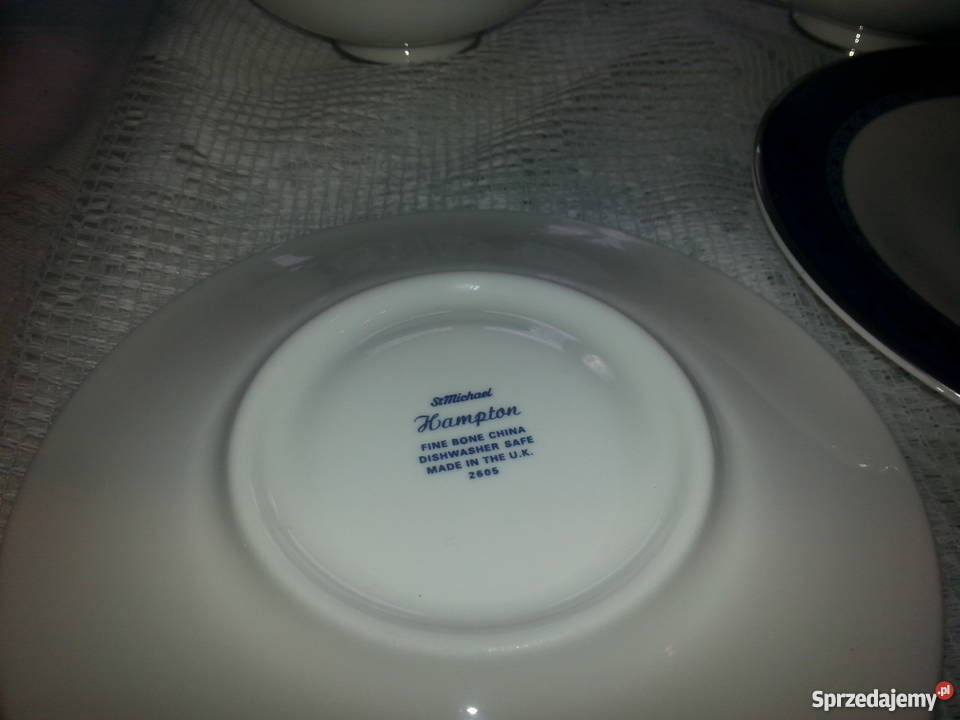 St Michael
Hampton
FINE BONE CHINA
DISHWASHER SAFE
MADE IN THE U.K.
2605
Sprzedajemy.pl